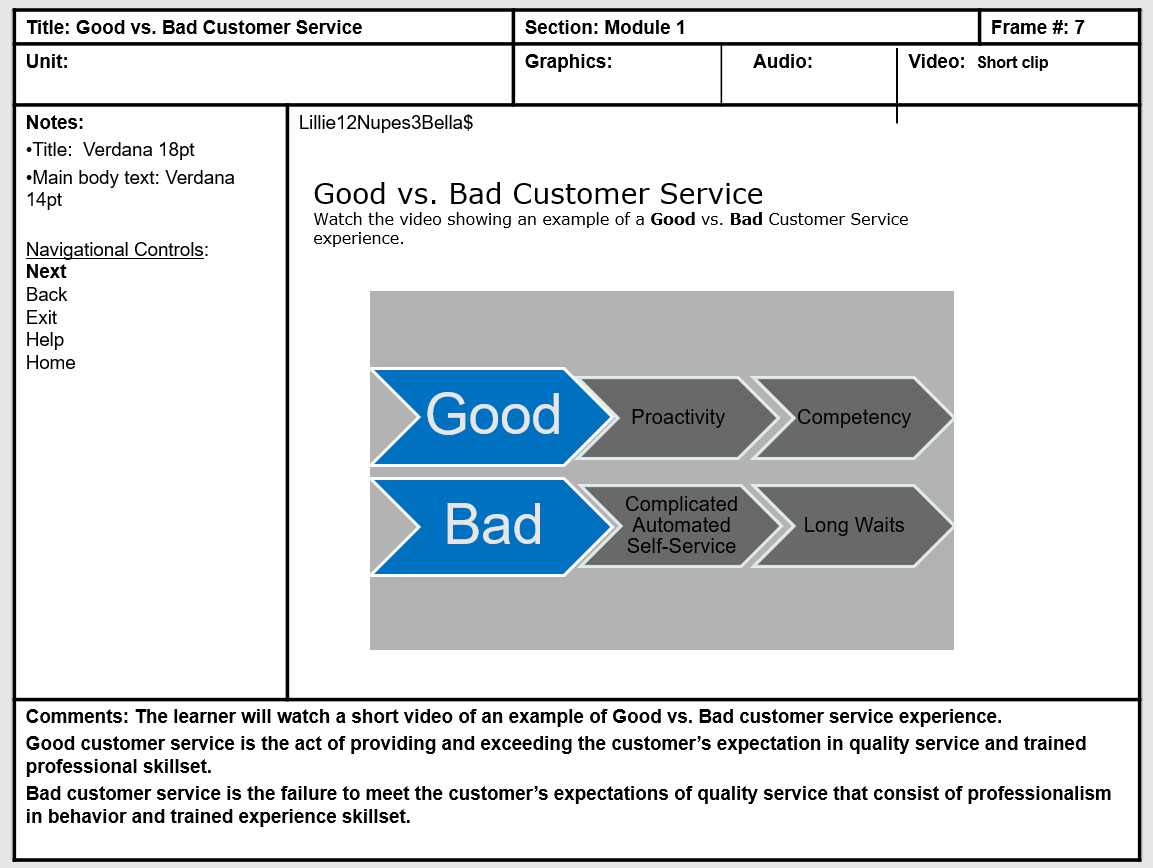 Title: Good vs. Bad Customer Service
Section: Module 1
Frame #: 7
Unit:
Graphics:
Audio:
Video: Short clip
Notes:
•Title: Verdana 18pt
•Main body text: Verdana
14pt
Navigational Controls:
Next
Back
Exit
Help
Home
Lillie12Nupes3Bella$
Good vs. Bad Customer Service
Watch the video showing an example of a Good vs. Bad Customer Service
experience.
Good
Proactivity
Competency
Bad
Complicated
Automated
Self-Service
Long Waits
Comments: The learner will watch a short video of an example of Good vs. Bad customer service experience.
Good customer service is the act of providing and exceeding the customer’s expectation in quality service and trained
professional skillset.
Bad customer service is the failure to meet the customer’s expectations of quality service that consist of professionalism
in behavior and trained experience skillset.